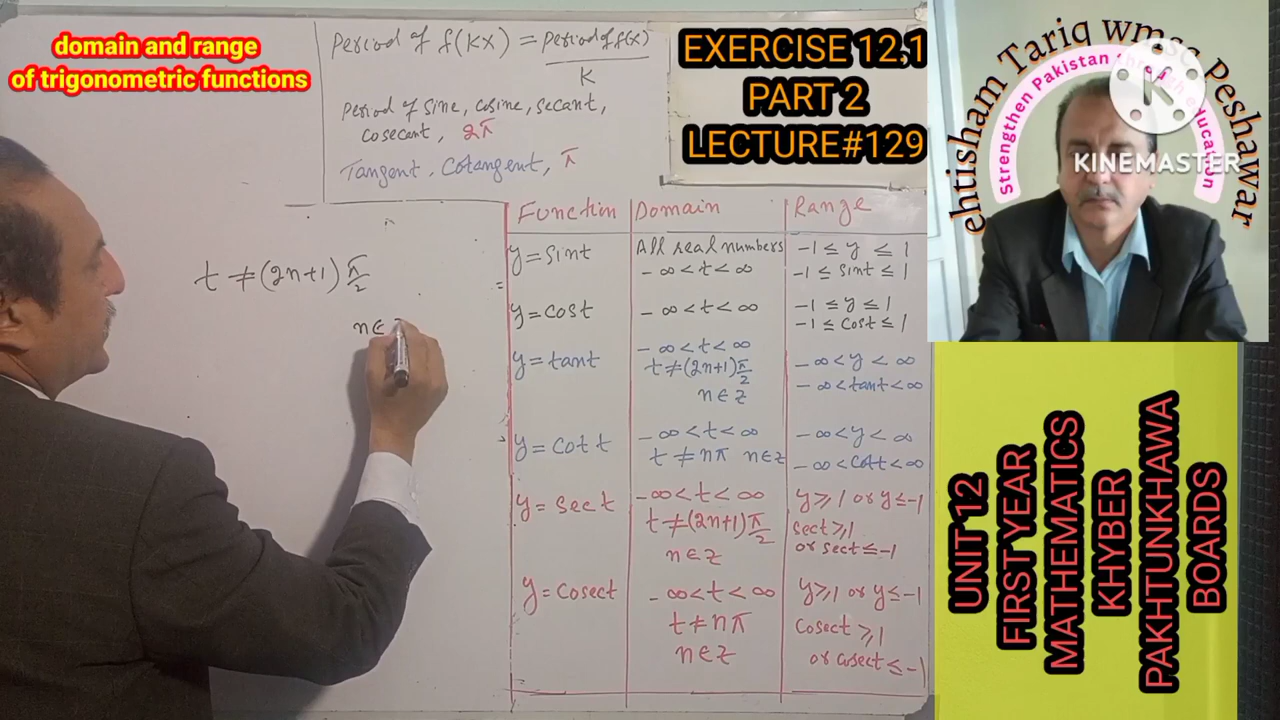 domain and range
of trigonometric functions
Period of f(Kx) = Period of f(x) / K
Period of sine, cosine, secant,
cosecant, 2π
Tangent, Cotangent, π
EXERCISE 12.1
PART 2
LECTURE#129
ehtisham Tariq wmsc Peshawar
Strengthen Pakistan through education
KINEMASTER
t ≠ (2n+1) π/2
n ∈
Function Domain Range
y = sint All real numbers -1 ≤ y ≤ 1
-∞ < t < ∞ -1 ≤ sint ≤ 1
y = cost -∞ < t < ∞ -1 ≤ y ≤ 1
-1 ≤ cost ≤ 1
y = tant -∞ < t < ∞ -∞ < y < ∞
t ≠ (2n+1) π/2 -∞ < tant < ∞
n ∈ z
y = cott -∞ < t < ∞ -∞ < y < ∞
t ≠ nπ n ∈ z -∞ < cott < ∞
y = sect -∞ < t < ∞ y ≥ 1 or y ≤ -1
t ≠ (2n+1) π/2 sect ≥ 1
n ∈ z or sect ≤ -1
y = cosect -∞ < t < ∞ y ≥ 1 or y ≤ -1
t ≠ nπ cosect ≥ 1
n ∈ z or cosect ≤ -1
UNIT 12
FIRST YEAR
MATHEMATICS
KHYBER
PAKHTUNKHAWA
BOARDS